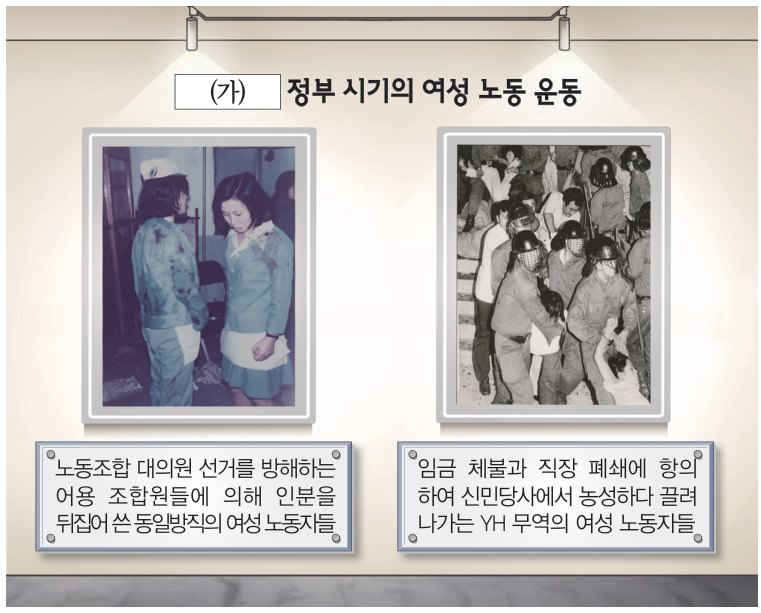 (가) 정부 시기의 여성 노동 운동
노동조합 대의원 선거를 방해하는
어용 조합원들에 의해 인분을
뒤집어 쓴 동일방직의 여성 노동자들
임금 체불과 직장 폐쇄에 항의
하여 신민당사에서 농성하다 끌려
나가는 YH 무역의 여성 노동자들